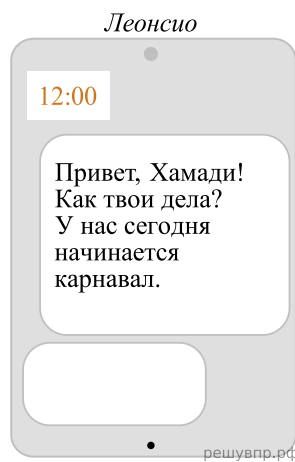 Леонсио
12:00
Привет, Хамади!
Как твои дела?
У нас сегодня
начинается
карнавал.
решувпр.рф